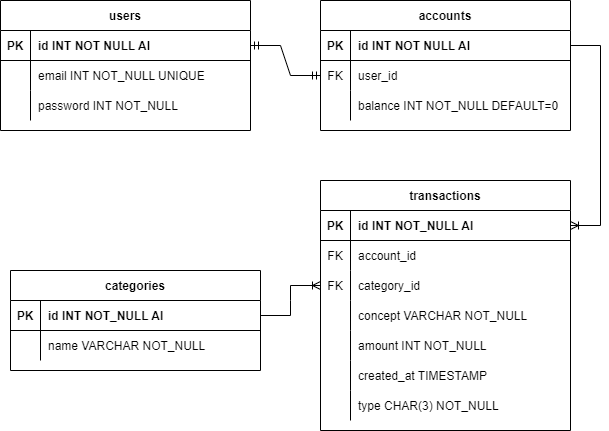 users
PK id INT NOT NULL AI
email INT NOT_NULL UNIQUE
password INT NOT_NULL
accounts
PK id INT NOT NULL AI
FK user_id
balance INT NOT_NULL DEFAULT=0
transactions
PK id INT NOT_NULL AI
FK account_id
FK category_id
concept VARCHAR NOT_NULL
amount INT NOT_NULL
created_at TIMESTAMP
type CHAR(3) NOT_NULL
categories
PK id INT NOT_NULL AI
name VARCHAR NOT_NULL